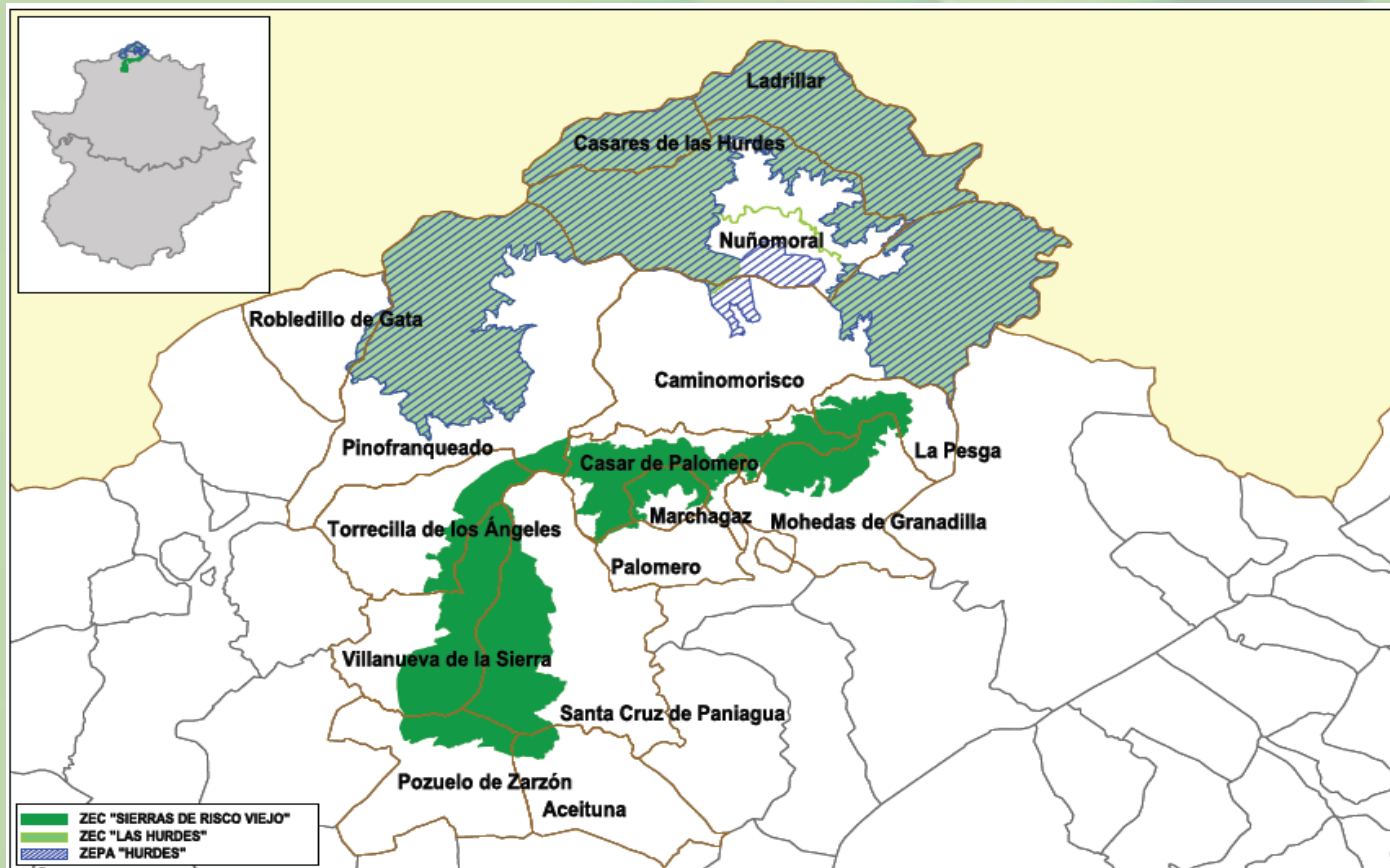 Ladrillar
Casares de las Hurdes
Nuñomoral
Robledillo de Gata
Caminomorisco
Pinofranqueado
La Pesga
Casar de Palomero
Marchagaz
Mohedas de Granadilla
Torrecilla de los Ángeles
Palomero
Villanueva de la Sierra
Santa Cruz de Paniagua
Pozuelo de Zarzón
Aceituna
ZEC "SIERRAS DE RISCO VIEJO"
ZEC "LAS HURDES"
ZEPA "HURDES"